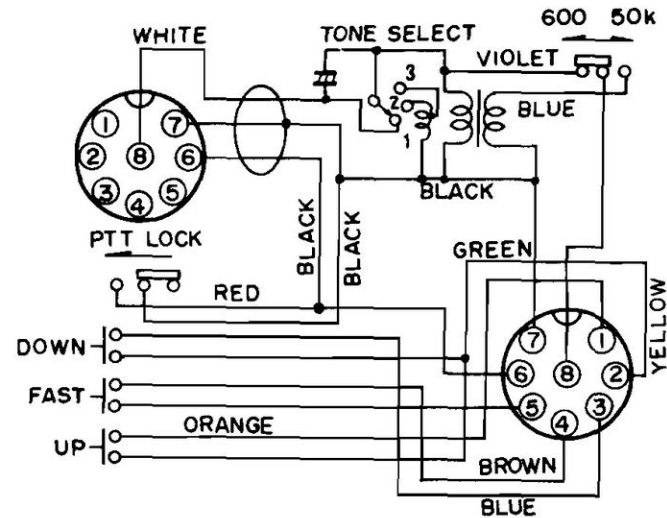 600 50k
WHITE
TONE SELECT
VIOLET
3
2
1
BLUE
1 7
2 8 6
3 4 5
BLACK
BLACK
BLACK
PTT LOCK
GREEN
YELLOW
RED
7 1
6 8 2
5 4 3
DOWN
FAST
UP
ORANGE
BROWN
BLUE